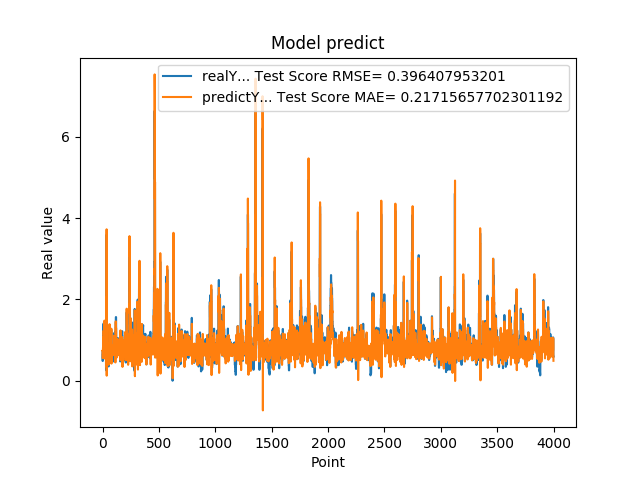 Model predict
realY... Test Score RMSE= 0.396407953201
predictY... Test Score MAE= 0.21715657702301192
Real value
6
4
2
0
0 500 1000 1500 2000 2500 3000 3500 4000
Point